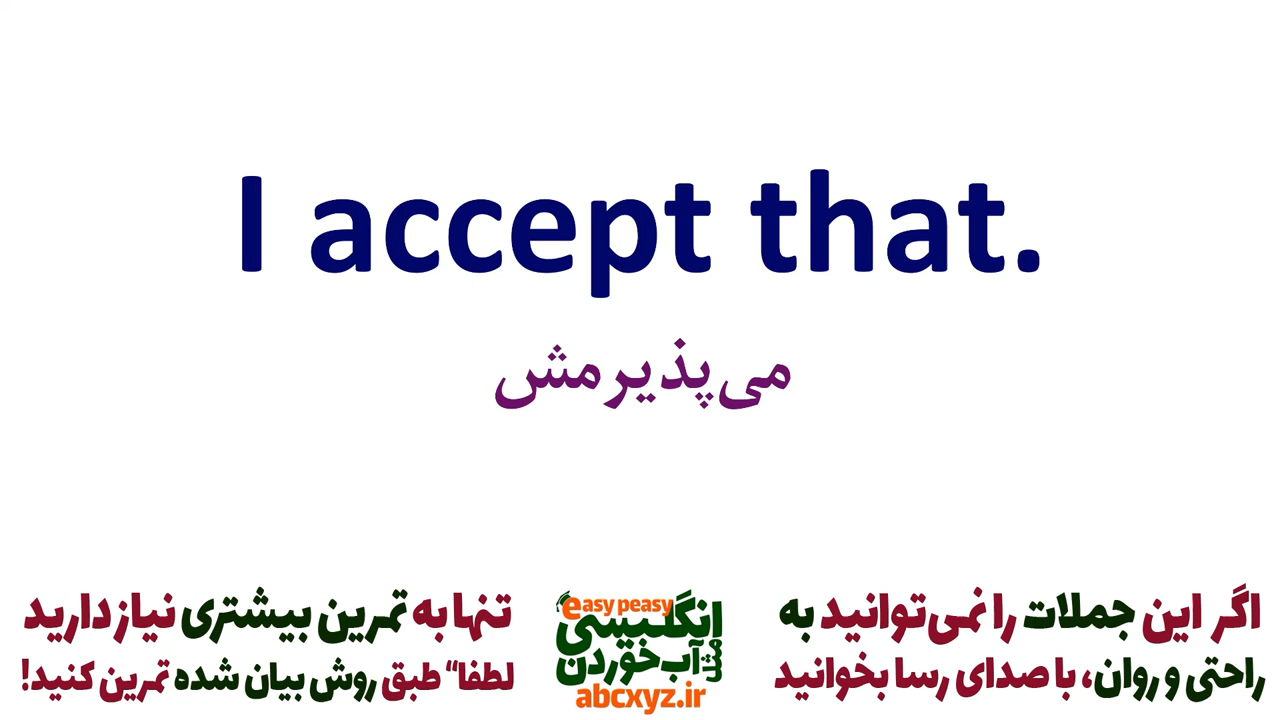 I accept that.
می‌پذیرمش
اگر این جملات را نمی‌توانید به
راحتی و روان، با صدای رسا بخوانید
تنها به تمرین بیشتری نیاز دارید
لطفا“ طبق روش بیان شده تمرین کنید!
easy peasy
انگلیسی
مثل آب خوردن
abcxyz.ir